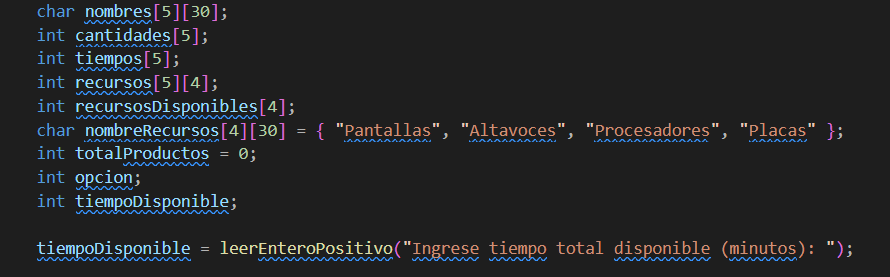 char nombres[5][30];
int cantidades[5];
int tiempos[5];
int recursos[5][4];
int recursosDisponibles[4];
char nombreRecursos[4][30] = { "Pantallas", "Altavoces", "Procesadores", "Placas" };
int totalProductos = 0;
int opcion;
int tiempoDisponible;
tiempoDisponible = leerEnteroPositivo("Ingrese tiempo total disponible (minutos): ");